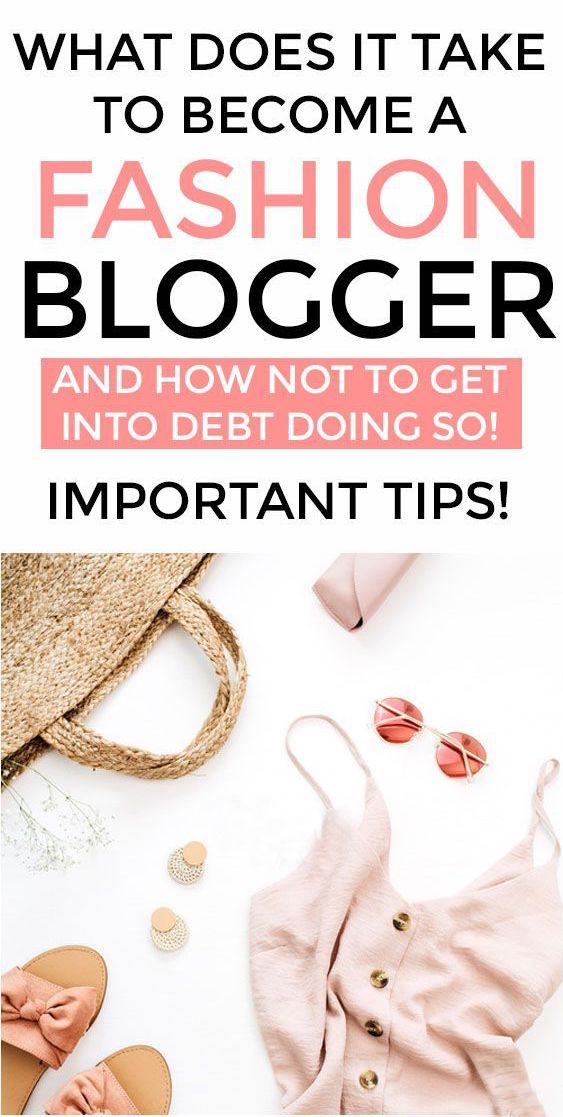 WHAT DOES IT TAKE
TO BECOME A
FASHION
BLOGGER
AND HOW NOT TO GET
INTO DEBT DOING SO!
IMPORTANT TIPS!